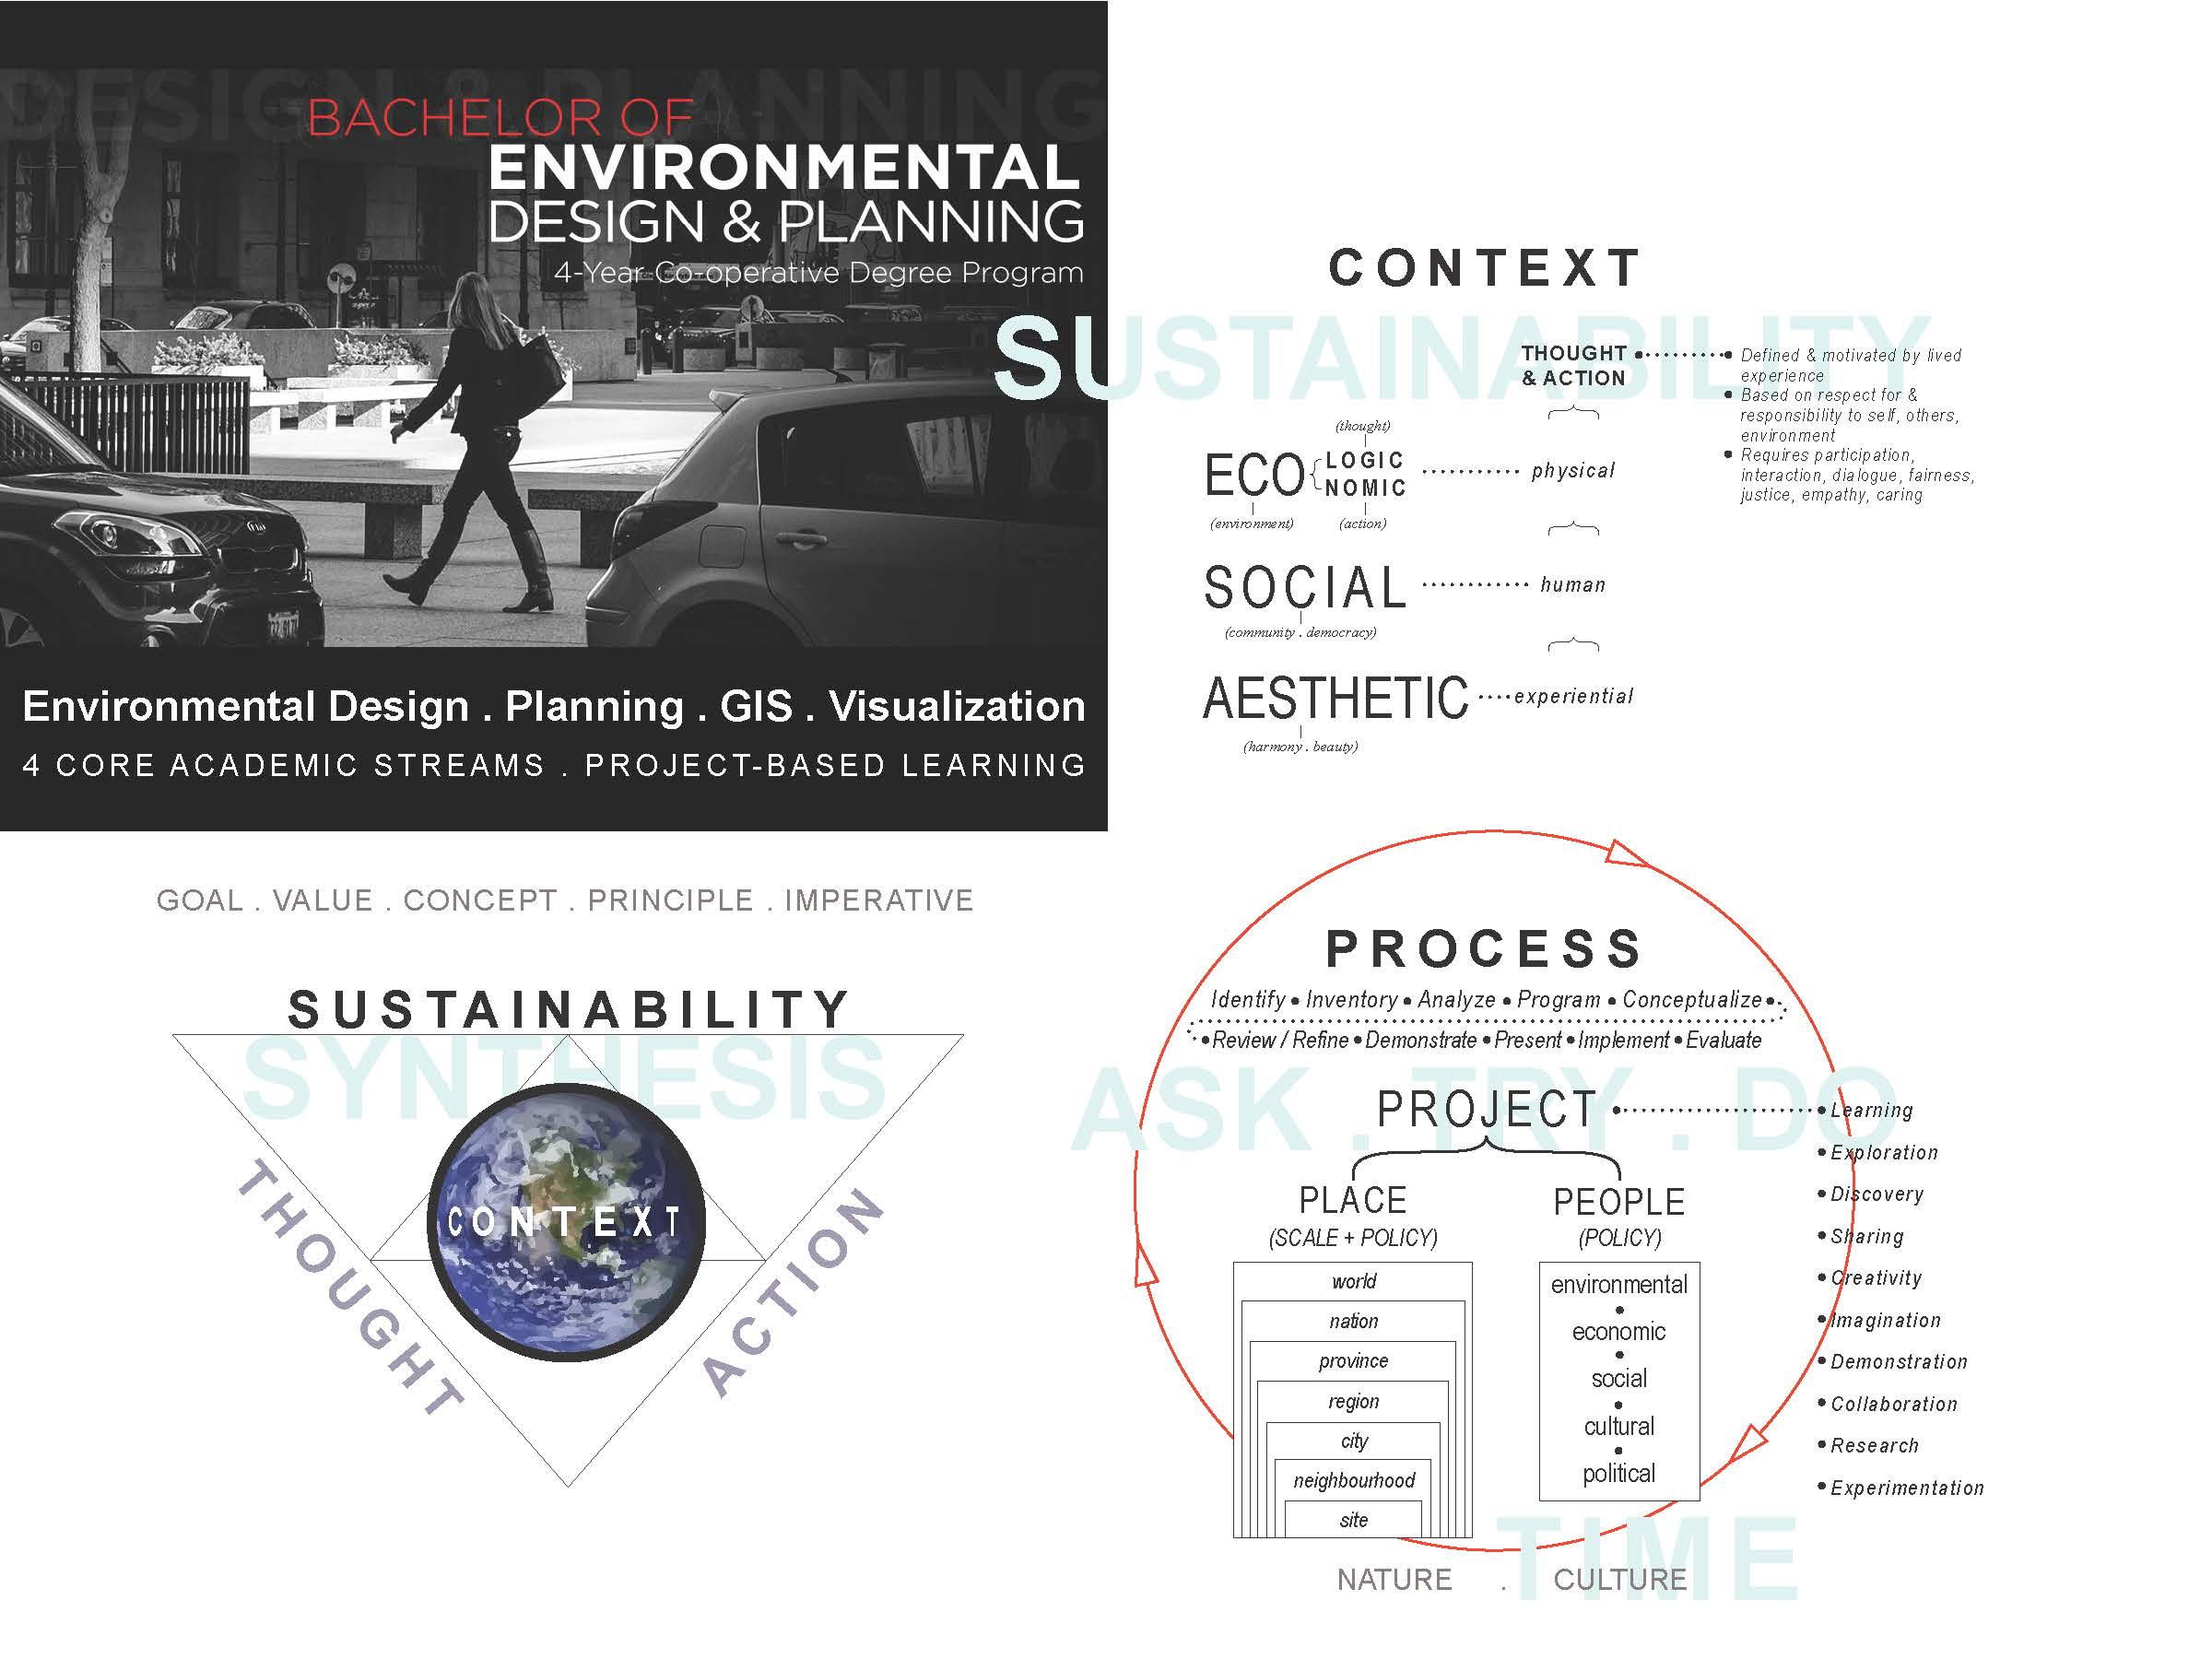 DESIGN & PLANNING
BACHELOR OF
ENVIRONMENTAL
DESIGN & PLANNING
4-Year Co-operative Degree Program
Environmental Design . Planning . GIS . Visualization
4 CORE ACADEMIC STREAMS . PROJECT-BASED LEARNING
CONTEXT
SUSTAINABILITY
THOUGHT
& ACTION
Defined & motivated by lived
experience
Based on respect for &
responsibility to self, others,
environment
Requires participation,
interaction, dialogue, fairness,
justice, empathy, caring
(thought)
ECO
LOGIC
NOMIC
physical
(environment)
(action)
SOCIAL
human
(community . democracy)
AESTHETIC
experiential
(harmony . beauty)
GOAL . VALUE . CONCEPT . PRINCIPLE . IMPERATIVE
SUSTAINABILITY
SYNTHESIS
CONTEXT
THOUGHT
ACTION
PROCESS
Identify • Inventory • Analyze • Program • Conceptualize •
• Review / Refine • Demonstrate • Present • Implement • Evaluate
ASK . TRY . DO
PROJECT
• Learning
• Exploration
• Discovery
• Sharing
• Creativity
• Imagination
• Demonstration
• Collaboration
• Research
• Experimentation
PLACE
(SCALE + POLICY)
world
nation
province
region
city
neighbourhood
site
PEOPLE
(POLICY)
environmental
economic
social
cultural
political
TIME
NATURE . CULTURE